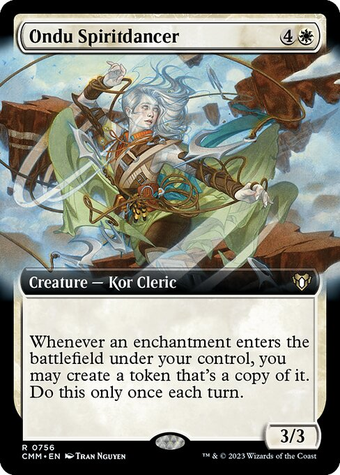 Ondu Spiritdancer 4
Creature — Kor Cleric
Whenever an enchantment enters the
battlefield under your control, you
may create a token that's a copy of it.
Do this only once each turn.
3/3
R 0756
CMM • EN Tran Nguyen
™ & © 2023 Wizards of the Coast